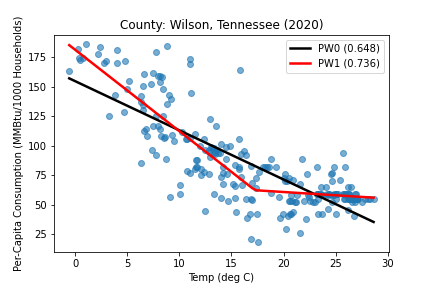 County: Wilson, Tennessee (2020)
Per-Capita Consumption (MMBtu/1000 Households)
175
150
125
100
75
50
25
PW0 (0.648)
PW1 (0.736)
0 5 10 15 20 25 30
Temp (deg C)